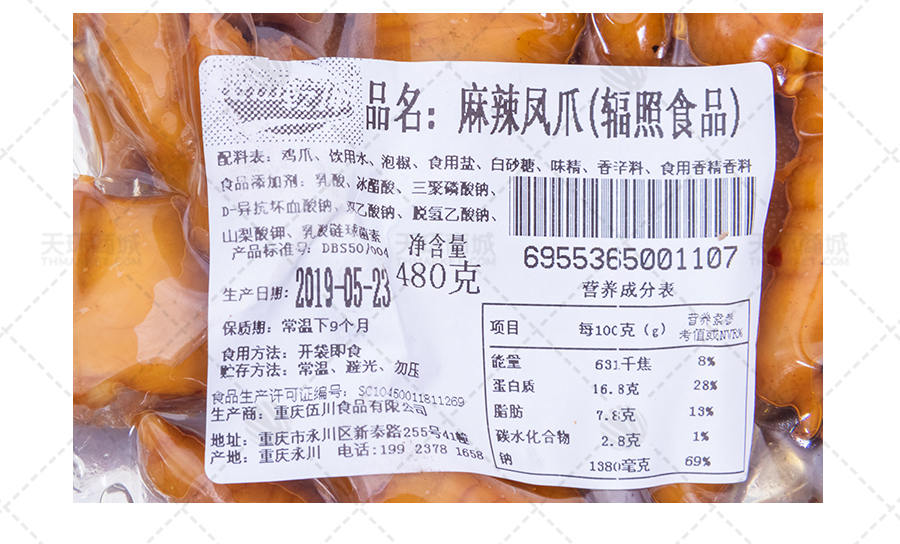 品名：麻辣凤爪(辐照食品)
配料表：鸡爪、饮用水、泡椒、食用盐、白砂糖、味精、香辛料、食用香精香料
食品添加剂：乳酸、冰醋酸、三聚磷酸钠、
D-异抗坏血酸钠、双乙酸钠、脱氢乙酸钠、
山梨酸钾、乳酸链球菌素
产品标准号：DBS50/004
净含量
480克
6955365001107
生产日期：2019-05-23
保质期：常温下9个月
食用方法：开袋即食
贮存方法：常温、避光、勿压
食品生产许可证编号：SC10450011811269
生产商：重庆伍川食品有限公司
地址：重庆市永川区新泰路255号41幢
产地：重庆永川 电话：199 2378 1658
营养成分表
项目 每100克(g) 营养素参考值或NVR%
能量 631千焦 8%
蛋白质 16.8克 28%
脂肪 7.8克 13%
碳水化合物 2.8克 1%
钠 1380毫克 69%